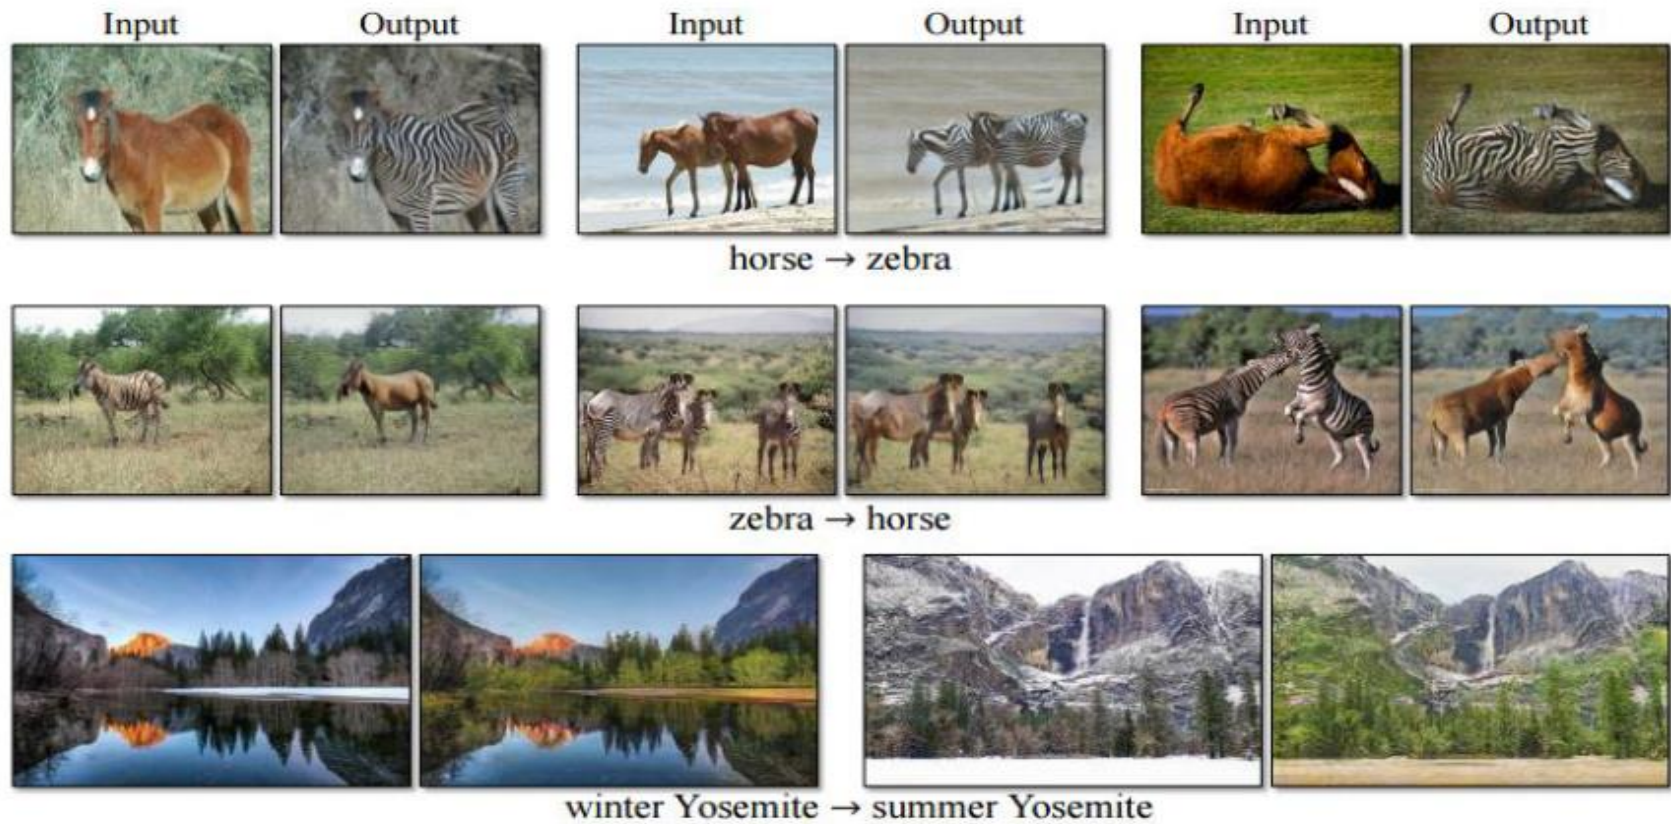 Input Output Input Output Input Output
horse → zebra
zebra → horse
winter Yosemite → summer Yosemite